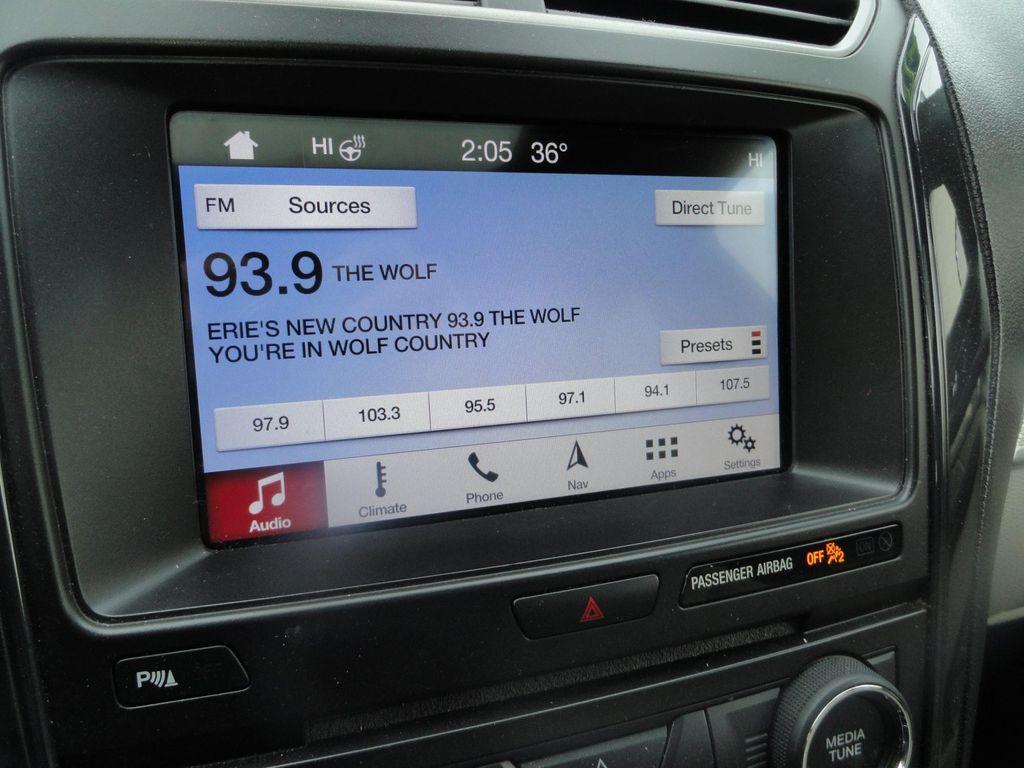 HI 2:05 36° HI
FM Sources Direct Tune
93.9 THE WOLF
ERIE'S NEW COUNTRY 93.9 THE WOLF
YOU'RE IN WOLF COUNTRY
Presets
97.9 103.3 95.5 97.1 94.1 107.5
Audio Climate Phone Nav Apps Settings
PASSENGER AIRBAG OFF 2 ON
P
MEDIA
TUNE